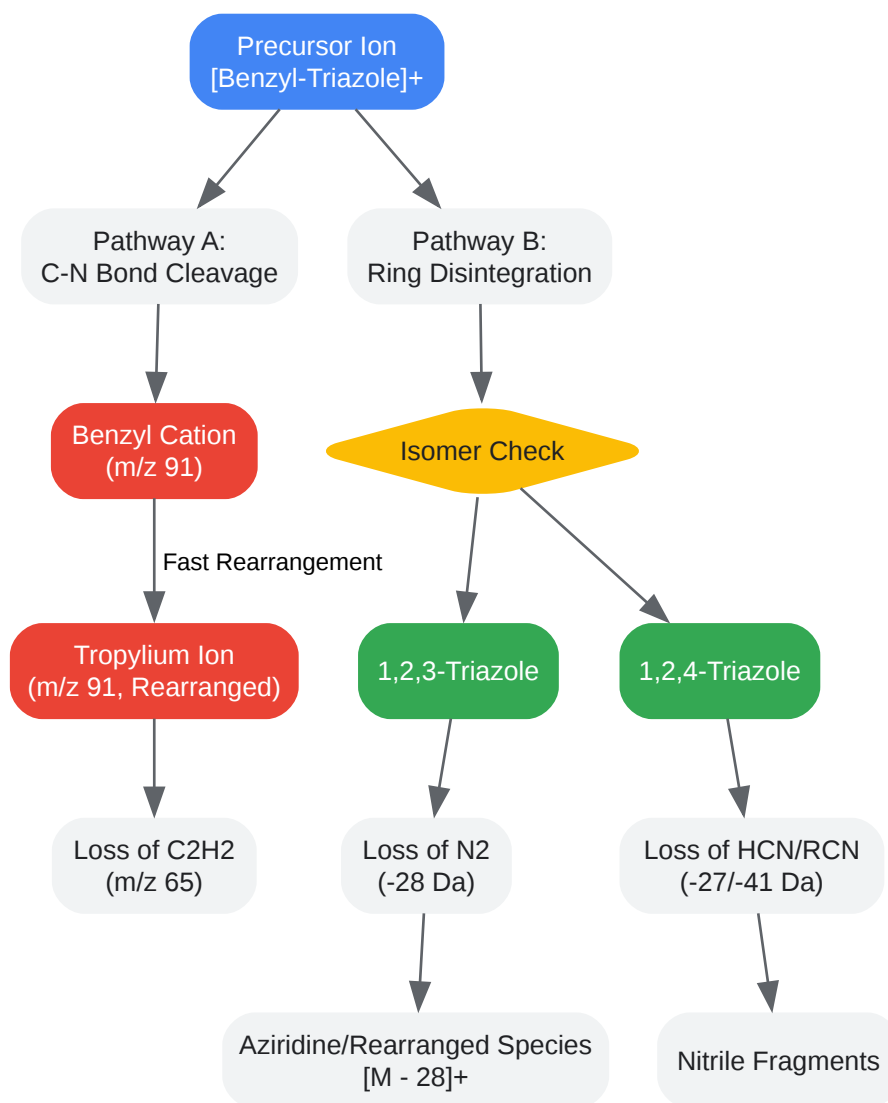 Precursor Ion
[Benzyl-Triazole]+
Pathway A:
C-N Bond Cleavage
Pathway B:
Ring Disintegration
Benzyl Cation
(m/z 91)
Isomer Check
Fast Rearrangement
Tropylium Ion
(m/z 91, Rearranged)
1,2,3-Triazole
1,2,4-Triazole
Loss of C2H2
(m/z 65)
Loss of N2
(-28 Da)
Loss of HCN/RCN
(-27/-41 Da)
Aziridine/Rearranged Species
[M - 28]+
Nitrile Fragments